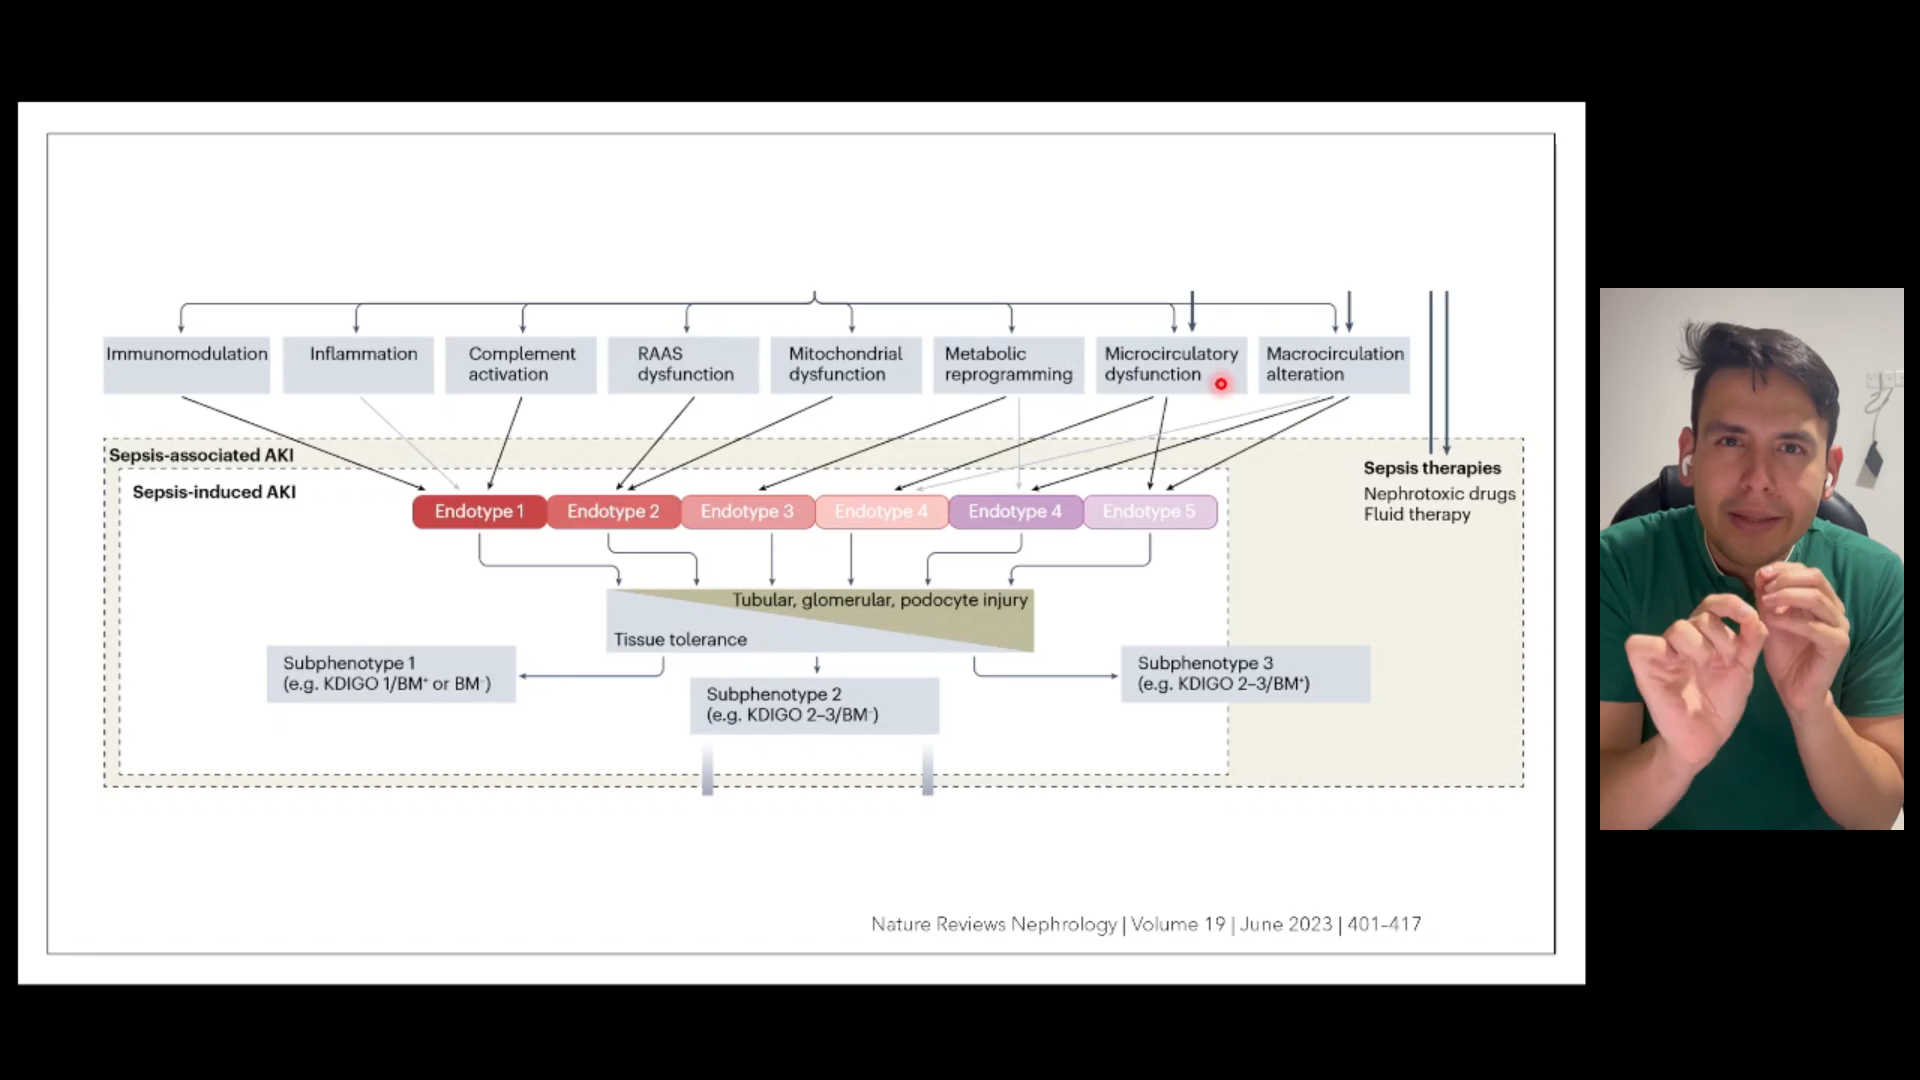 Immunomodulation
Inflammation
Complement
activation
RAAS
dysfunction
Mitochondrial
dysfunction
Metabolic
reprogramming
Microcirculatory
dysfunction
Macrocirculation
alteration
Sepsis-associated AKI
Sepsis-induced AKI
Sepsis therapies
Nephrotoxic drugs
Fluid therapy
Endotype 1
Endotype 2
Endotype 3
Endotype 4
Endotype 4
Endotype 5
Tubular, glomerular, podocyte injury
Tissue tolerance
Subphenotype 1
(e.g. KDIGO 1/BM⁺ or BM⁻)
Subphenotype 2
(e.g. KDIGO 2–3/BM⁻)
Subphenotype 3
(e.g. KDIGO 2–3/BM⁺)
Nature Reviews Nephrology | Volume 19 | June 2023 | 401–417